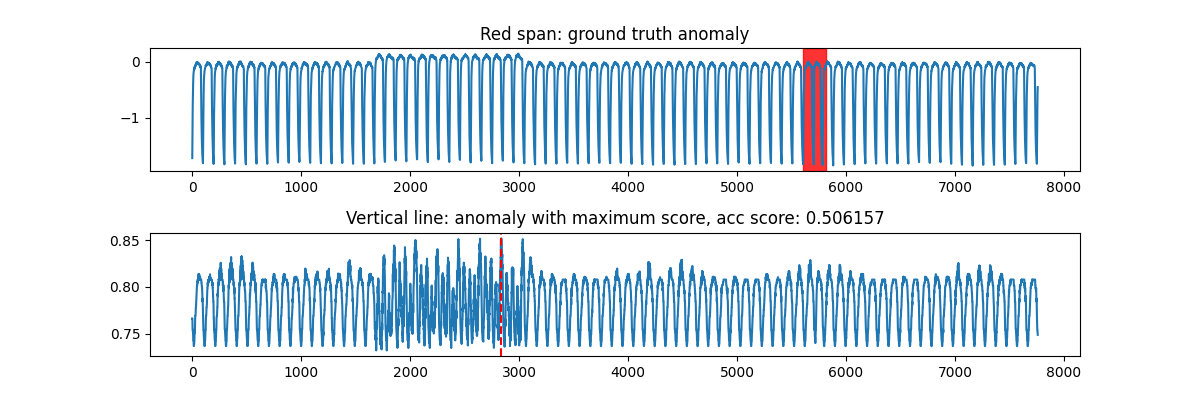 Red span: ground truth anomaly
0
−1
0 1000 2000 3000 4000 5000 6000 7000 8000
Vertical line: anomaly with maximum score, acc score: 0.506157
0.85
0.80
0.75
0 1000 2000 3000 4000 5000 6000 7000 8000